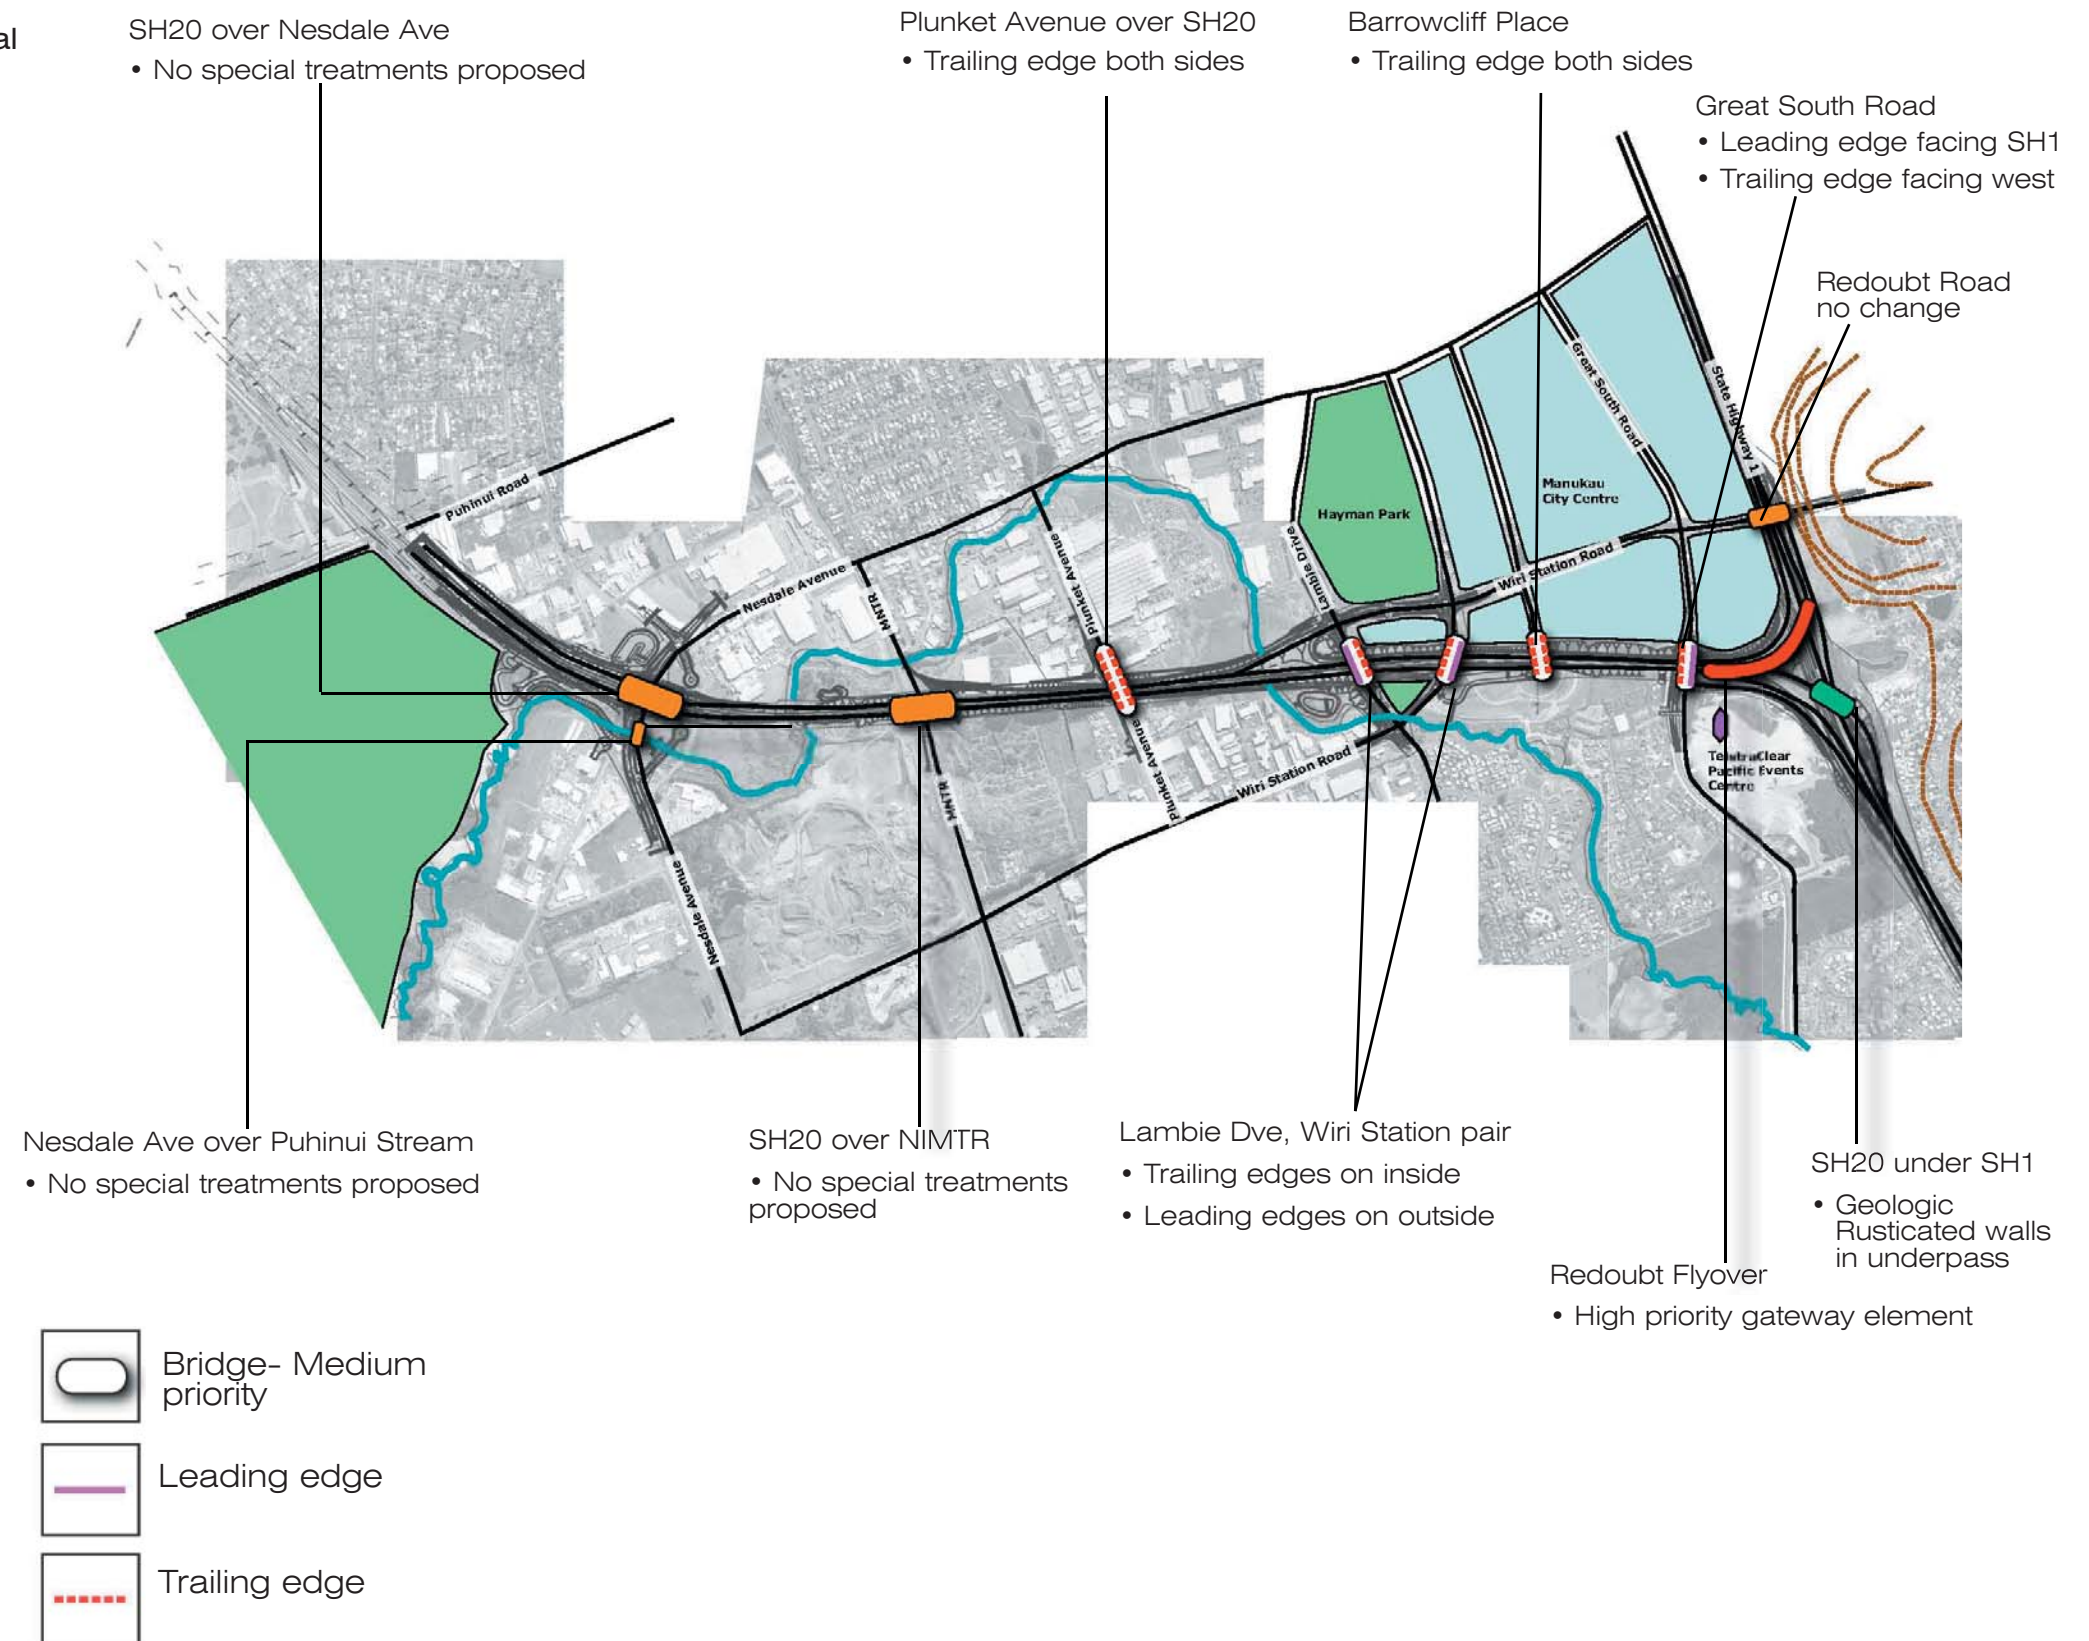 al
SH20 over Nesdale Ave
• No special treatments proposed
Plunket Avenue over SH20
• Trailing edge both sides
Barrowcliff Place
• Trailing edge both sides
Great South Road
• Leading edge facing SH1
• Trailing edge facing west
Redoubt Road
no change
Puhinui Road
Nesdale Avenue
MNTR
Plunket Avenue
Lambie Drive
Hayman Park
Great South Road
State Highway 1
Manukau
City Centre
Wiri Station Road
Nesdale Avenue
MNTR
Plunket Avenue
Wiri Station Road
Pacific Events
Centre
Nesdale Ave over Puhinui Stream
• No special treatments proposed
SH20 over NIMTR
• No special treatments
proposed
Lambie Dve, Wiri Station pair
• Trailing edges on inside
• Leading edges on outside
SH20 under SH1
• Geologic
Rusticated walls
in underpass
Redoubt Flyover
• High priority gateway element
Bridge- Medium
priority
Leading edge
Trailing edge